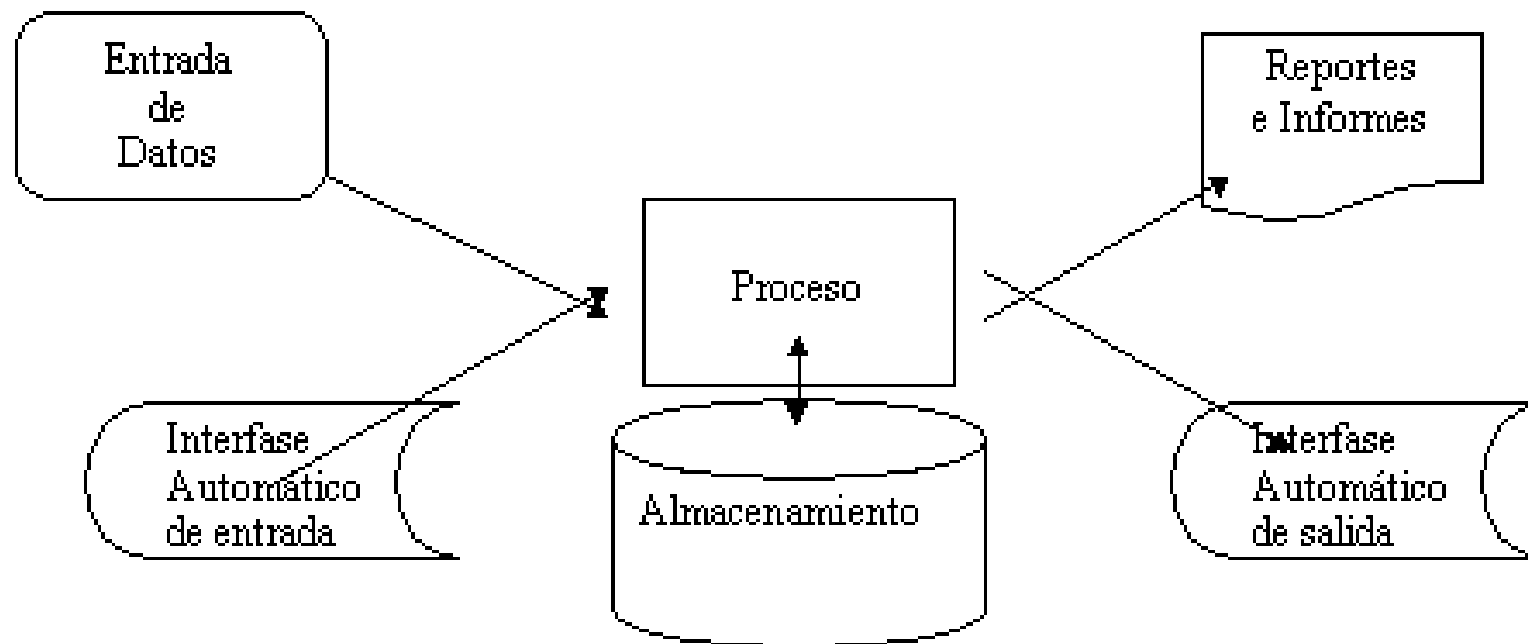 Entrada
de
Datos
Reportes
e Informes
Proceso
Interfase
Automático
de entrada
Almacenamiento
Interfase
Automático
de salida